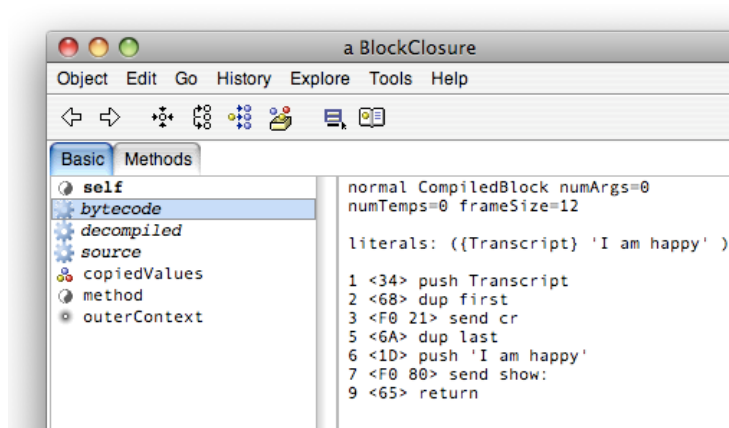 a BlockClosure
Object Edit Go History Explore Tools Help
Basic Methods
self
bytecode
decompiled
source
copiedValues
method
outerContext
normal CompiledBlock numArgs=0
numTemps=0 frameSize=12
literals: ({Transcript} 'I am happy' )
1 <34> push Transcript
2 <68> dup first
3 <F0 21> send cr
5 <6A> dup last
6 <1D> push 'I am happy'
7 <F0 80> send show:
9 <65> return